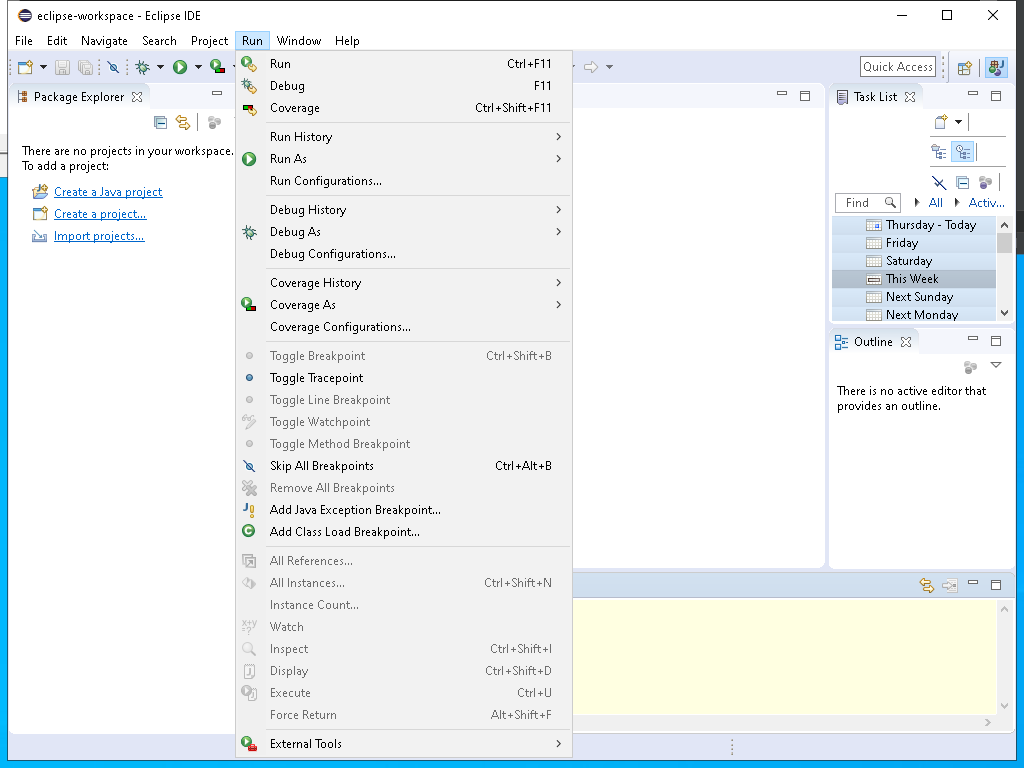 eclipse-workspace - Eclipse IDE
File Edit Navigate Search Project Run Window Help
Quick Access
Package Explorer
There are no projects in your workspace.
To add a project:
Create a Java project
Create a project...
Import projects...
Run Ctrl+F11
Debug F11
Coverage Ctrl+Shift+F11
Run History
Run As
Run Configurations...
Debug History
Debug As
Debug Configurations...
Coverage History
Coverage As
Coverage Configurations...
Toggle Breakpoint Ctrl+Shift+B
Toggle Tracepoint
Toggle Line Breakpoint
Toggle Watchpoint
Toggle Method Breakpoint
Skip All Breakpoints Ctrl+Alt+B
Remove All Breakpoints
Add Java Exception Breakpoint...
Add Class Load Breakpoint...
All References...
All Instances... Ctrl+Shift+N
Instance Count...
Watch
Inspect Ctrl+Shift+I
Display Ctrl+Shift+D
Execute Ctrl+U
Force Return Alt+Shift+F
External Tools
Task List
Find All Activ...
Thursday - Today
Friday
Saturday
This Week
Next Sunday
Next Monday
Outline
There is no active editor that
provides an outline.